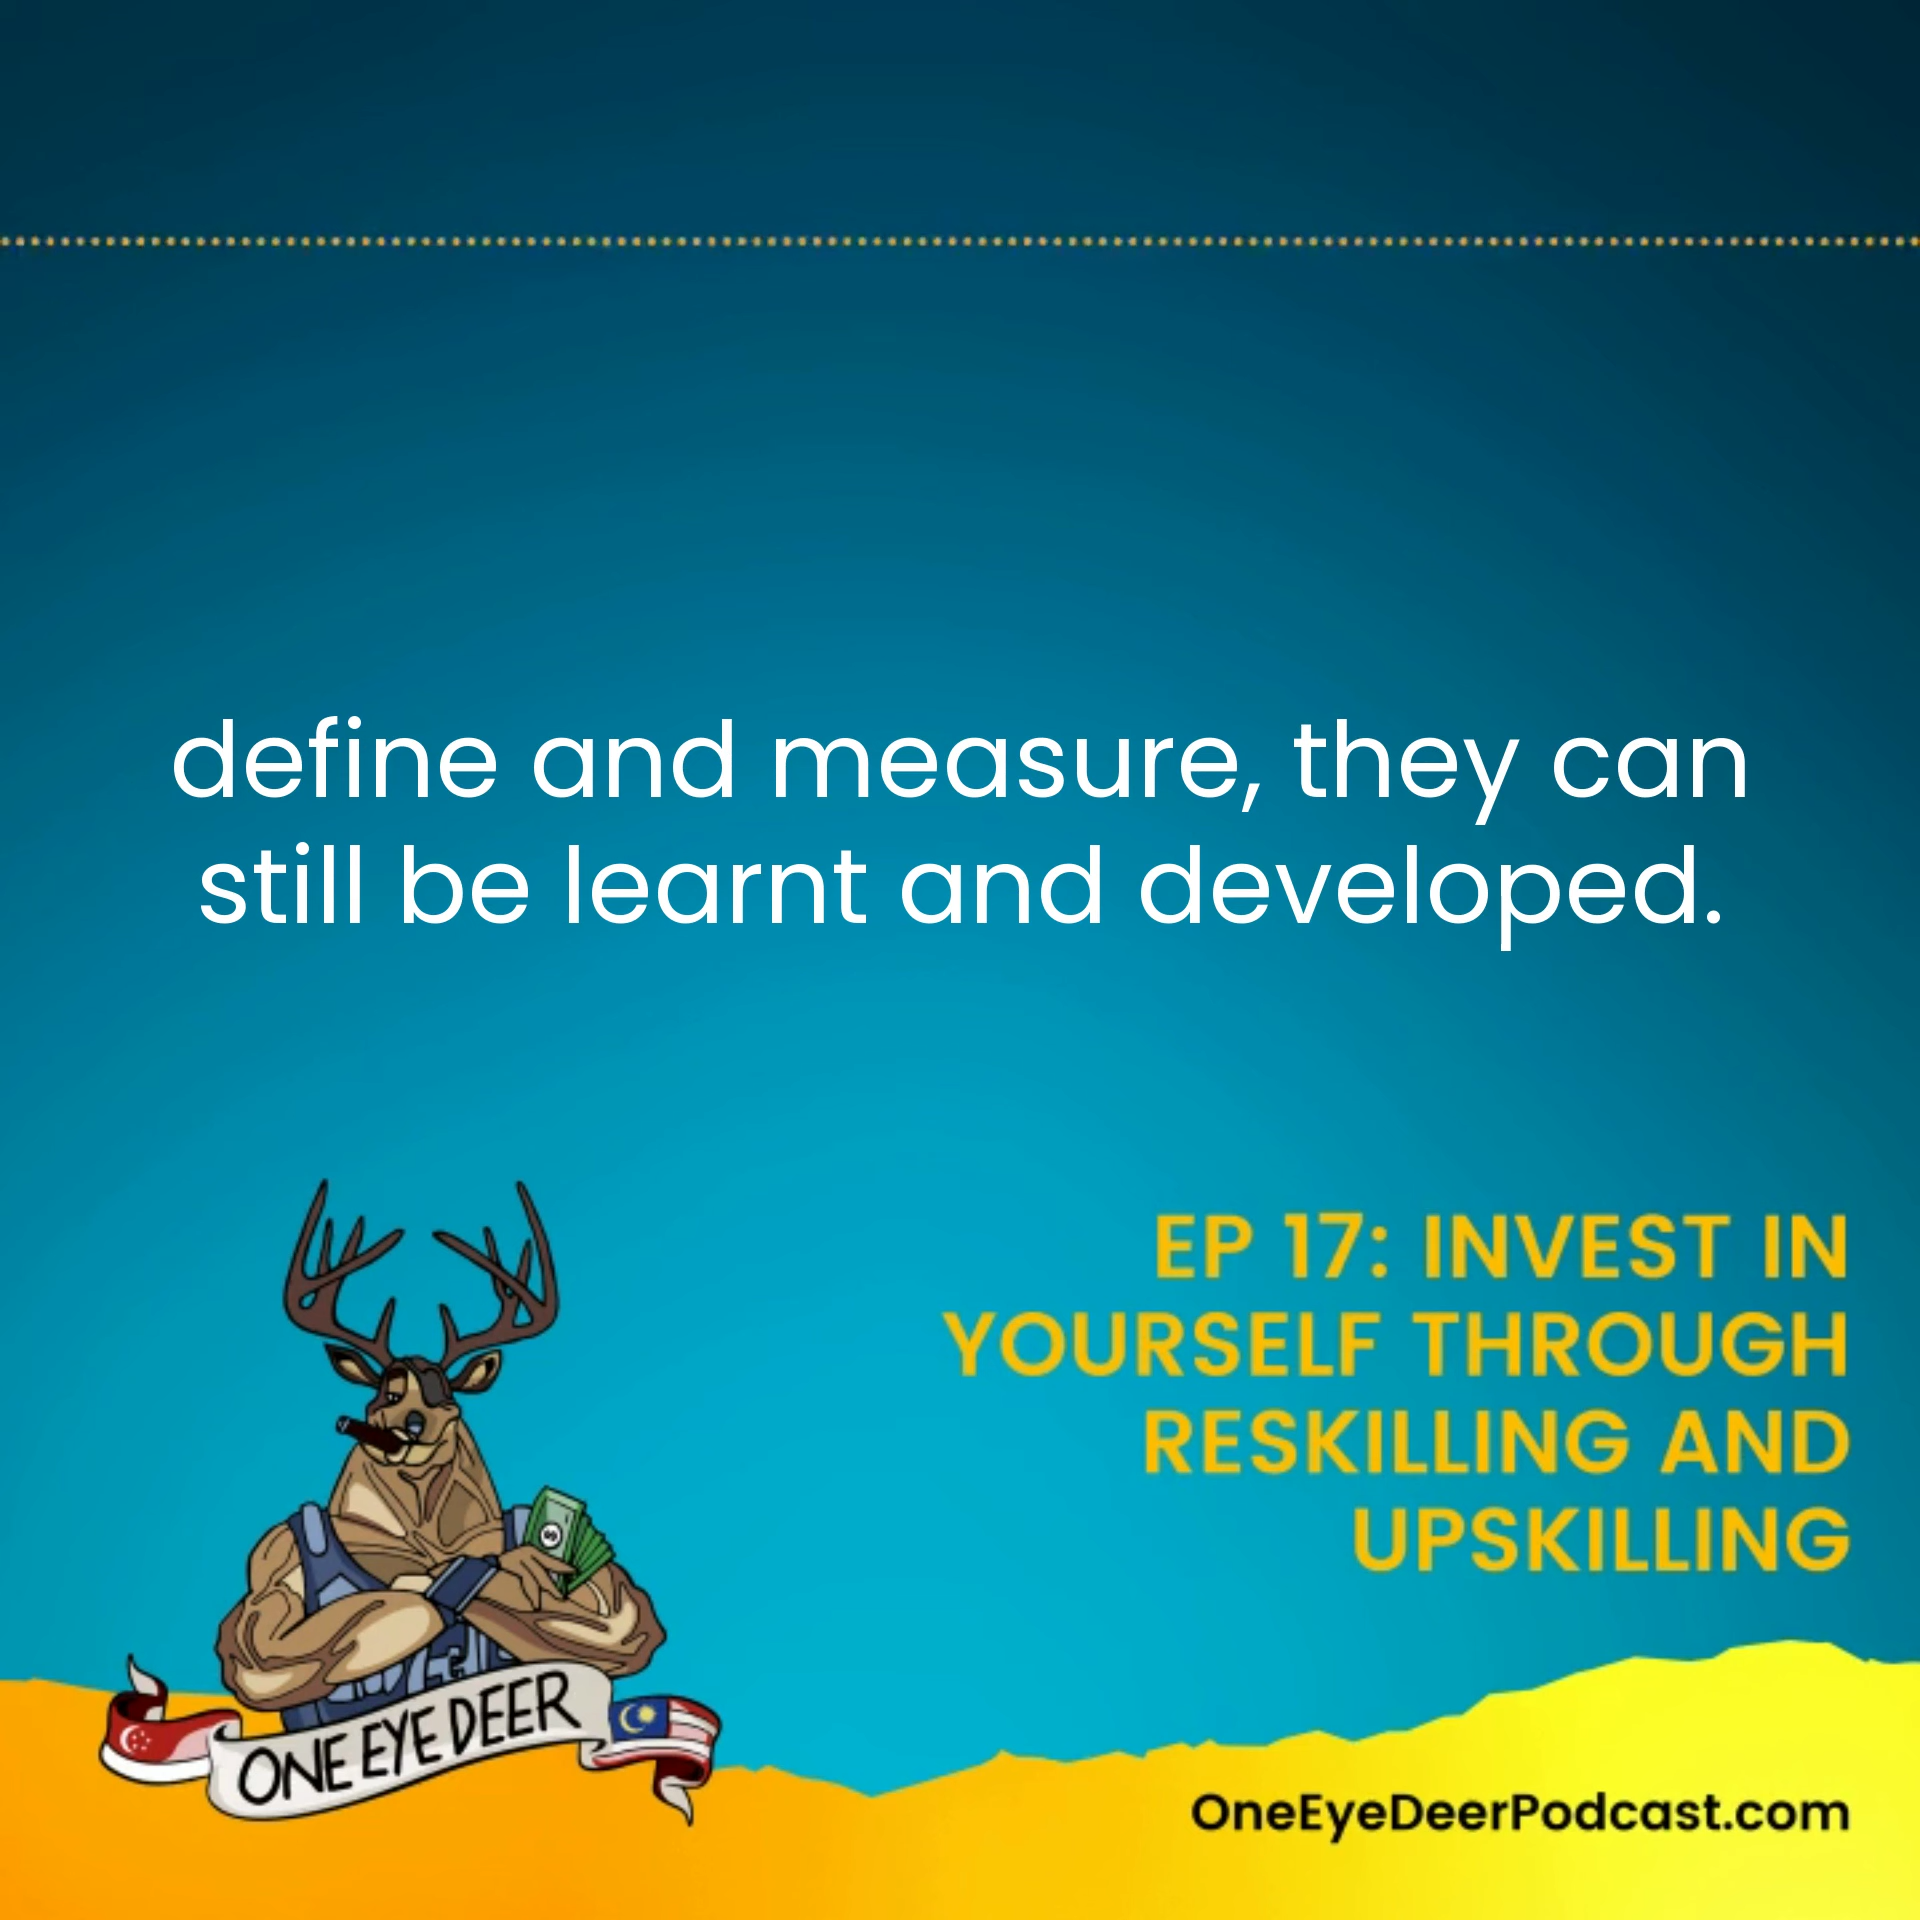 define and measure, they can
still be learnt and developed.
EP 17: INVEST IN
YOURSELF THROUGH
RESKILLING AND
UPSKILLING
ONE EYE DEER
OneEyeDeerPodcast.com